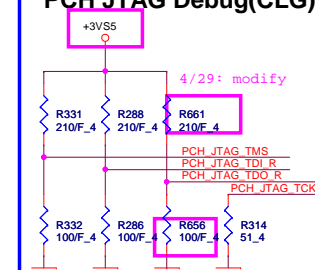 PCH JTAG Debug(CLG)
+3VS5
4/29: modify
R331 R288 R661
210/F_4 210/F_4 210/F_4
PCH_JTAG_TMS
PCH_JTAG_TDI_R
PCH_JTAG_TDO_R
PCH_JTAG_TCK
R332 R286 R656 R314
100/F_4 100/F_4 100/F_4 51_4